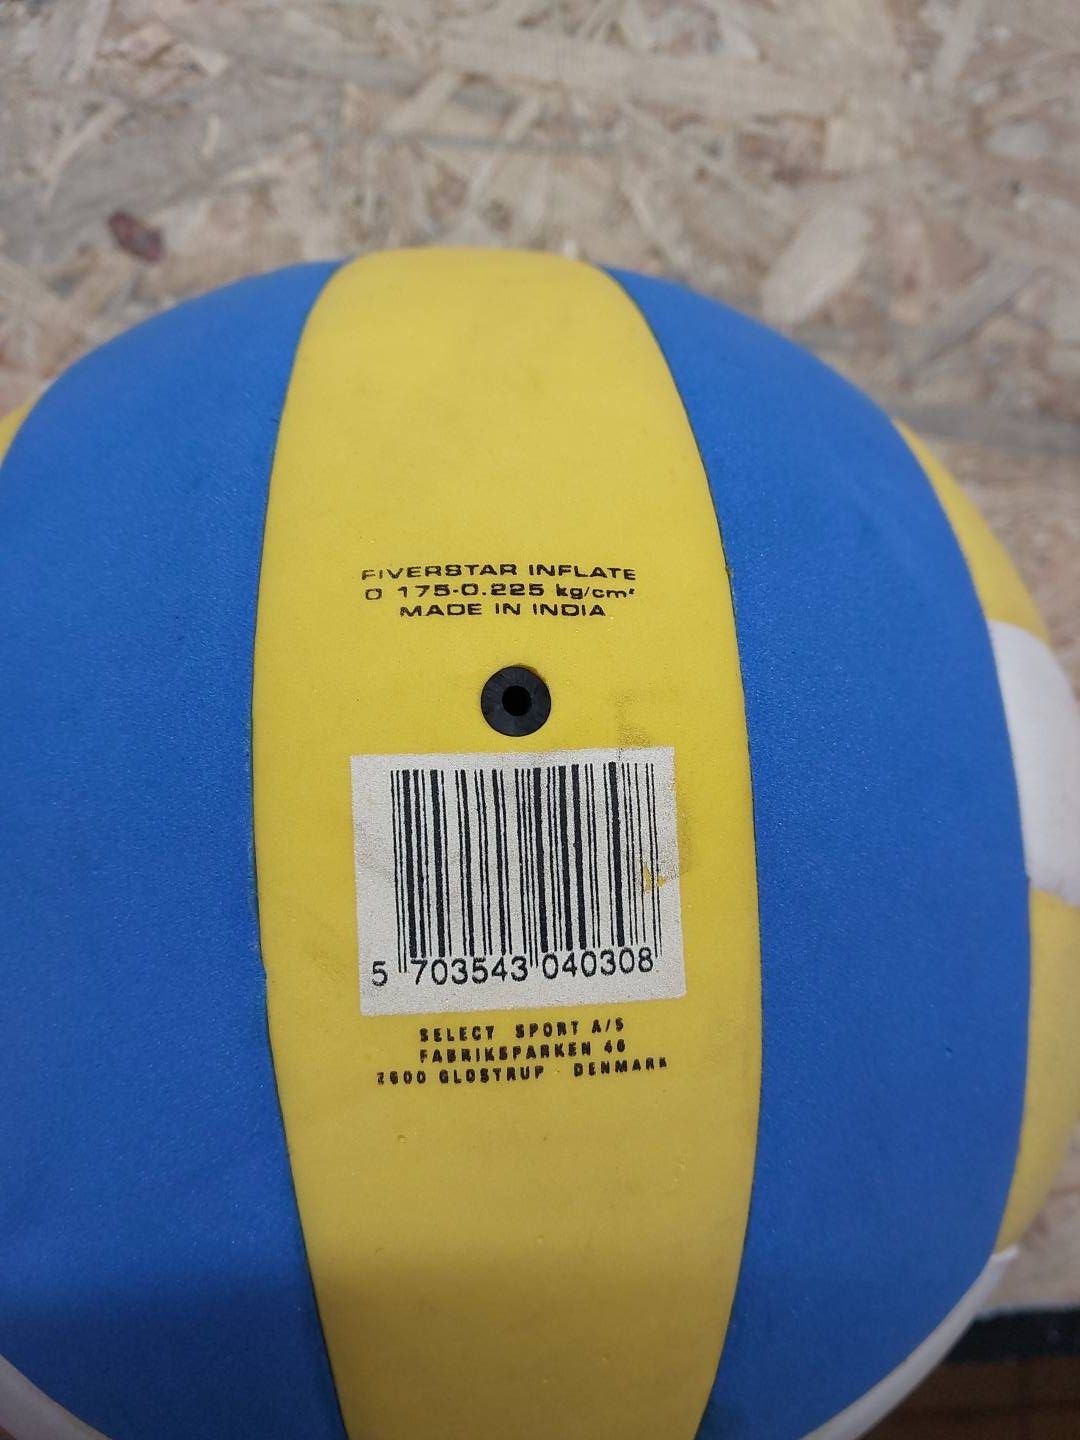 FIVERSTAR INFLATE
0 175-0.225 kg/cm²
MADE IN INDIA
5 703543 040308
SELECT SPORT A/S
FABRIKSPARKEN 46
2600 GLOSTRUP · DENMARK